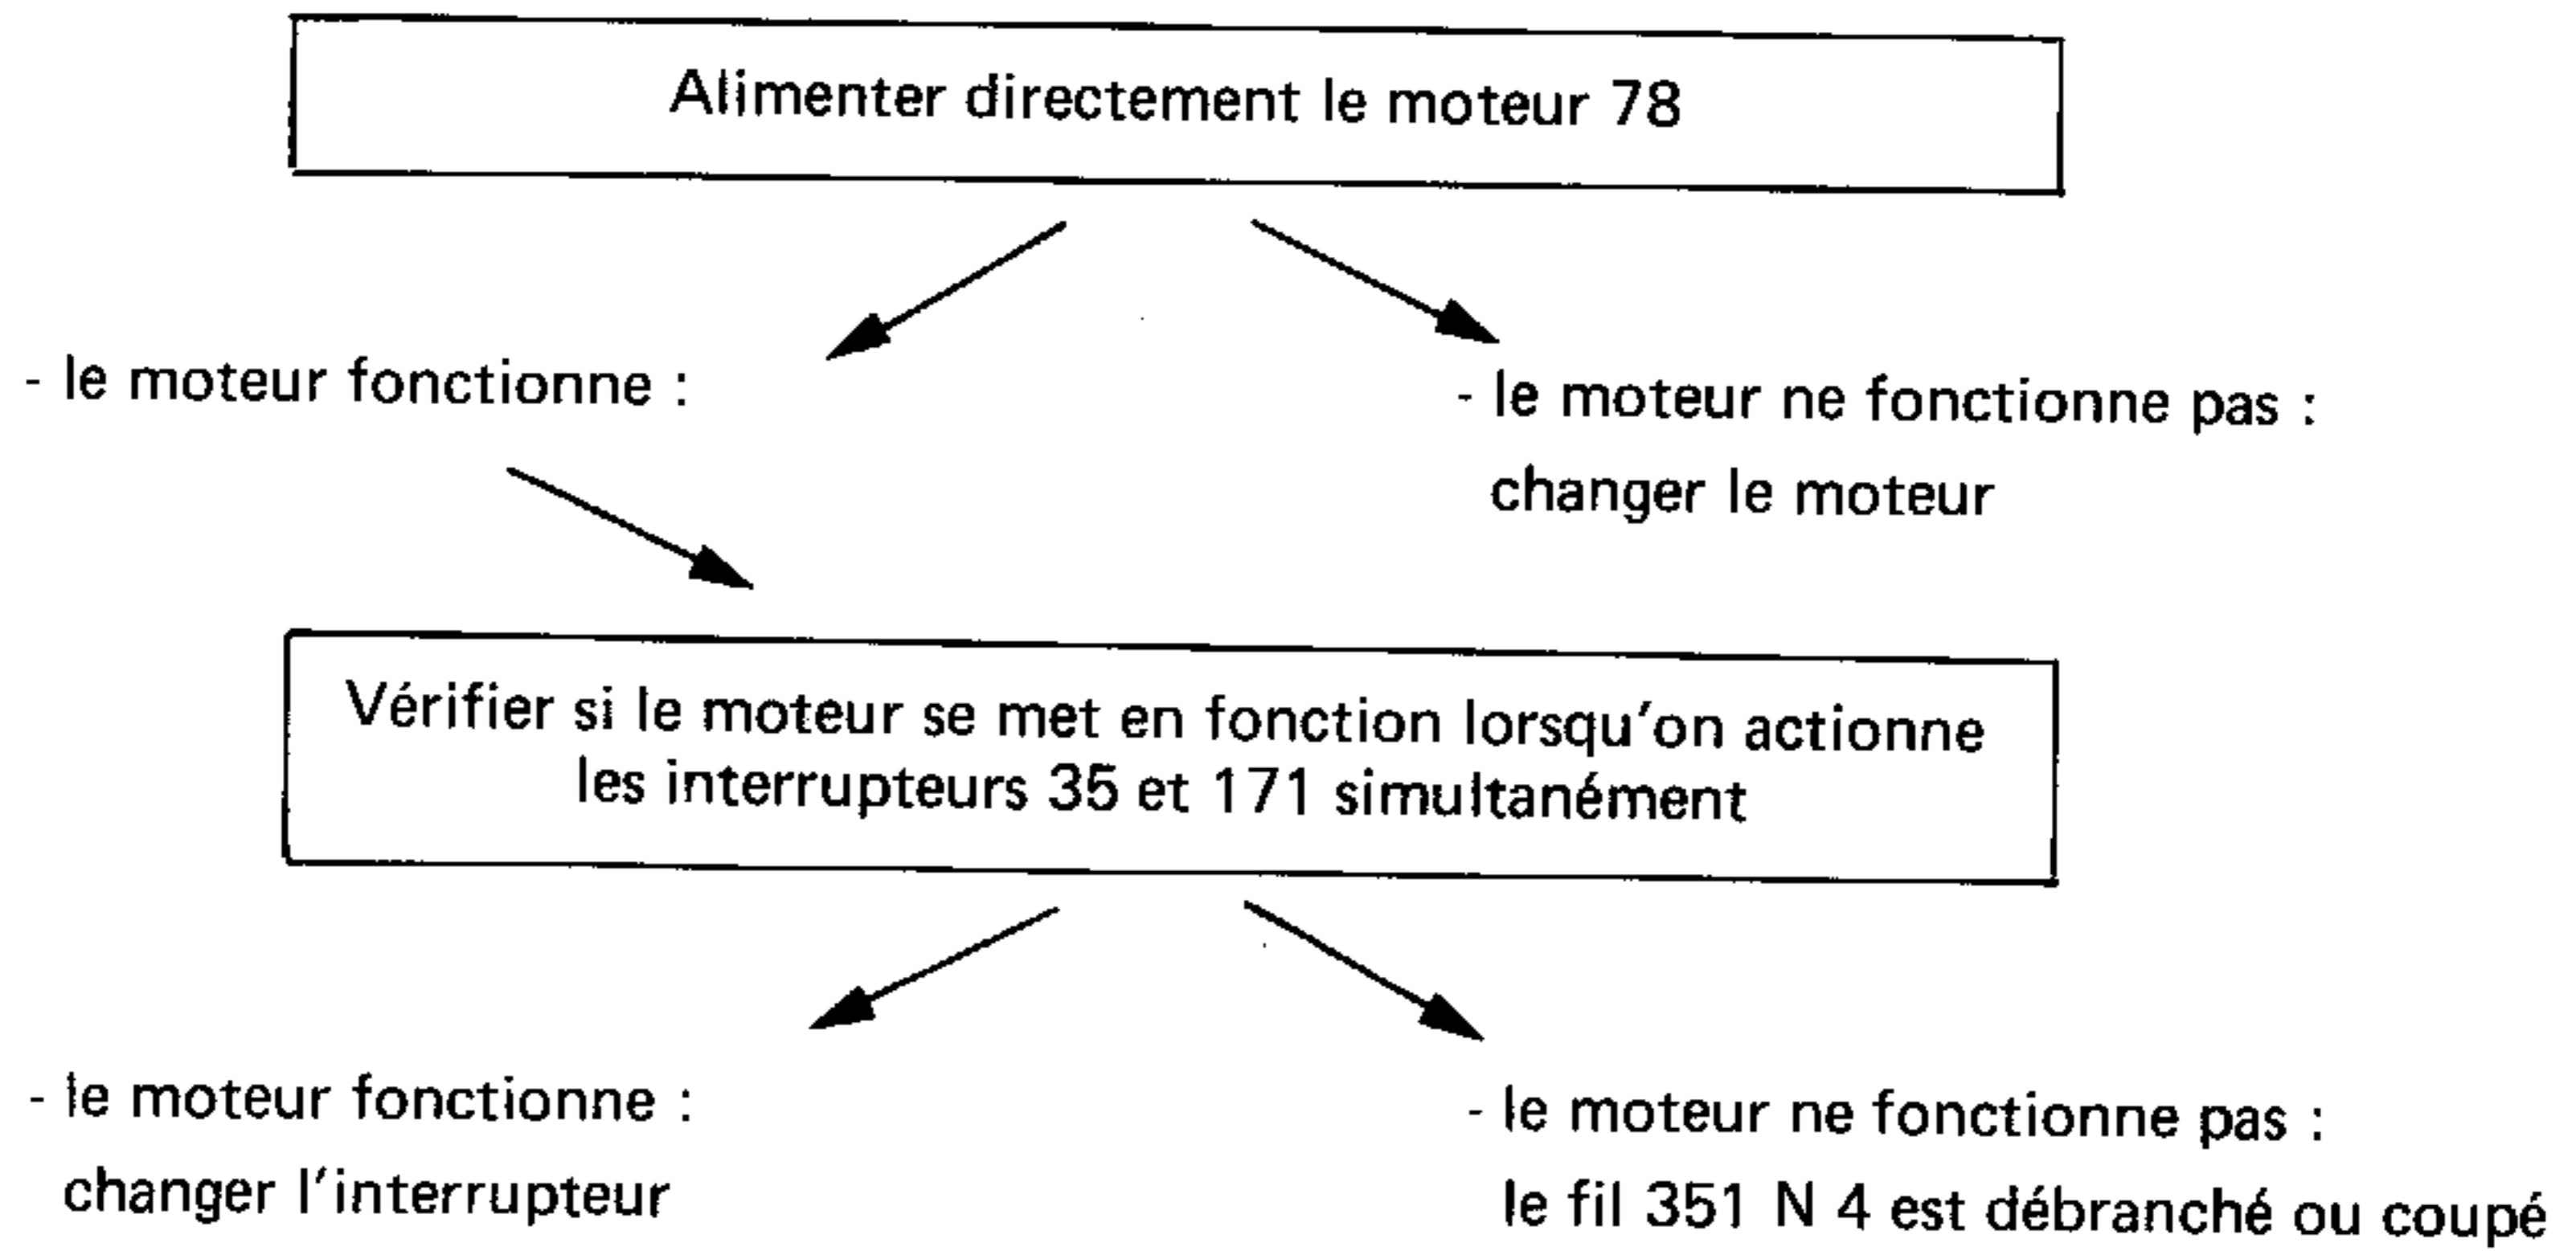 Alimenter directement le moteur 78
- le moteur fonctionne :
- le moteur ne fonctionne pas :
changer le moteur
Vérifier si le moteur se met en fonction lorsqu'on actionne
les interrupteurs 35 et 171 simultanément
- le moteur fonctionne :
changer l'interrupteur
- le moteur ne fonctionne pas :
le fil 351 N 4 est débranché ou coupé